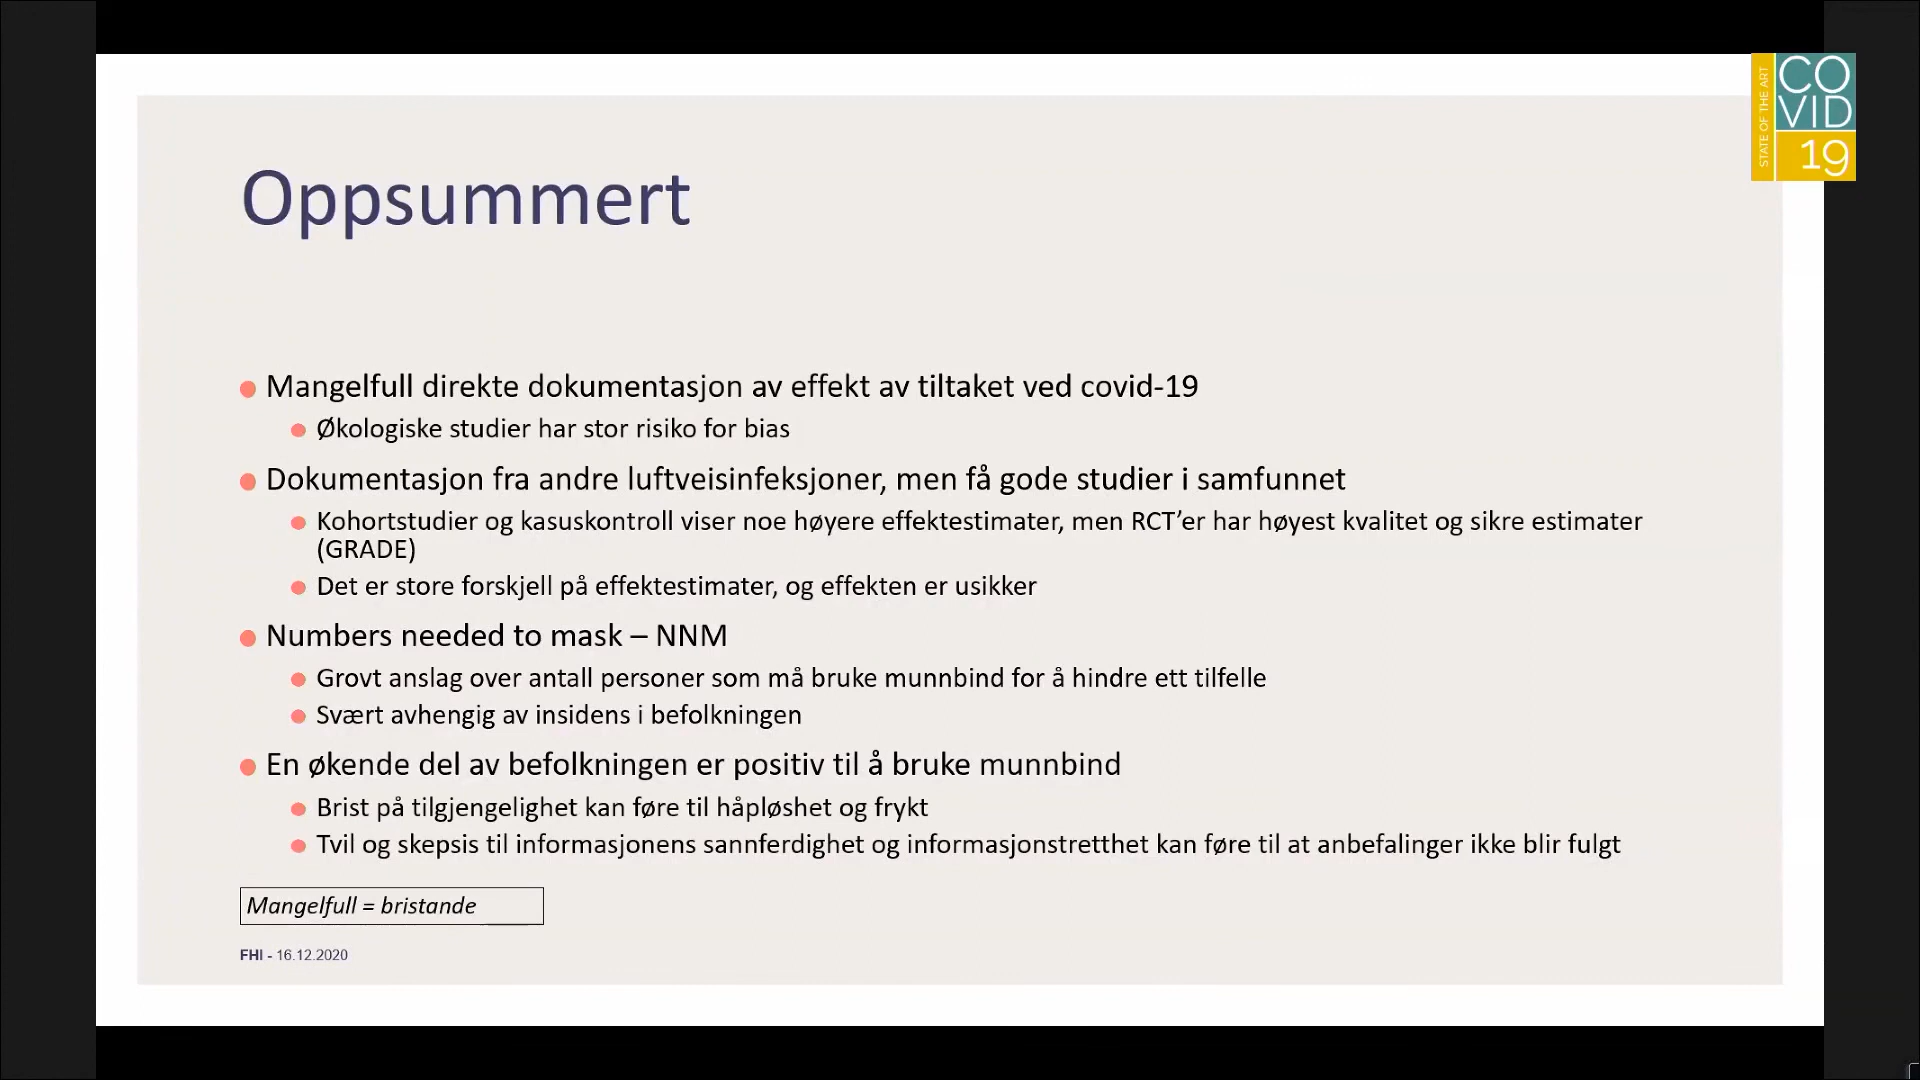 STATE OF THE ART
CO
VID
19
Oppsummert
Mangelfull direkte dokumentasjon av effekt av tiltaket ved covid-19
Økologiske studier har stor risiko for bias
Dokumentasjon fra andre luftveisinfeksjoner, men få gode studier i samfunnet
Kohortstudier og kasuskontroll viser noe høyere effektestimater, men RCT’er har høyest kvalitet og sikre estimater
(GRADE)
Det er store forskjell på effektestimater, og effekten er usikker
Numbers needed to mask – NNM
Grovt anslag over antall personer som må bruke munnbind for å hindre ett tilfelle
Svært avhengig av insidens i befolkningen
En økende del av befolkningen er positiv til å bruke munnbind
Brist på tilgjengelighet kan føre til håpløshet og frykt
Tvil og skepsis til informasjonens sannferdighet og informasjonstretthet kan føre til at anbefalinger ikke blir fulgt
Mangelfull = bristande
FHI - 16.12.2020